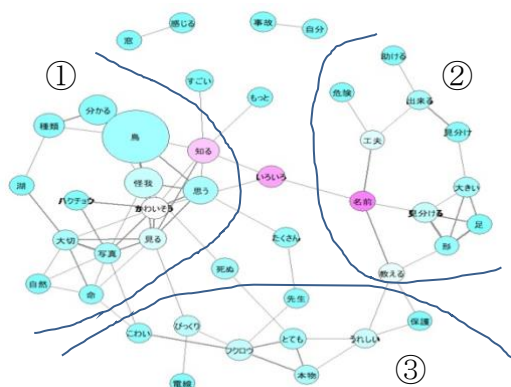 感じる
窓
事故
自分
①
②
すごい
もっと
助ける
危険
出来る
分かる
種類
鳥
知る
工夫
見分け
怪我
思う
いろいろ
名前
大きい
湖
ハクチョウ
かわいそう
見分ける
足
大切
写真
見る
たくさん
形
自然
命
死ぬ
教える
先生
こわい
びっくり
フクロウ
とても
うれしい
保護
本物
電線
③